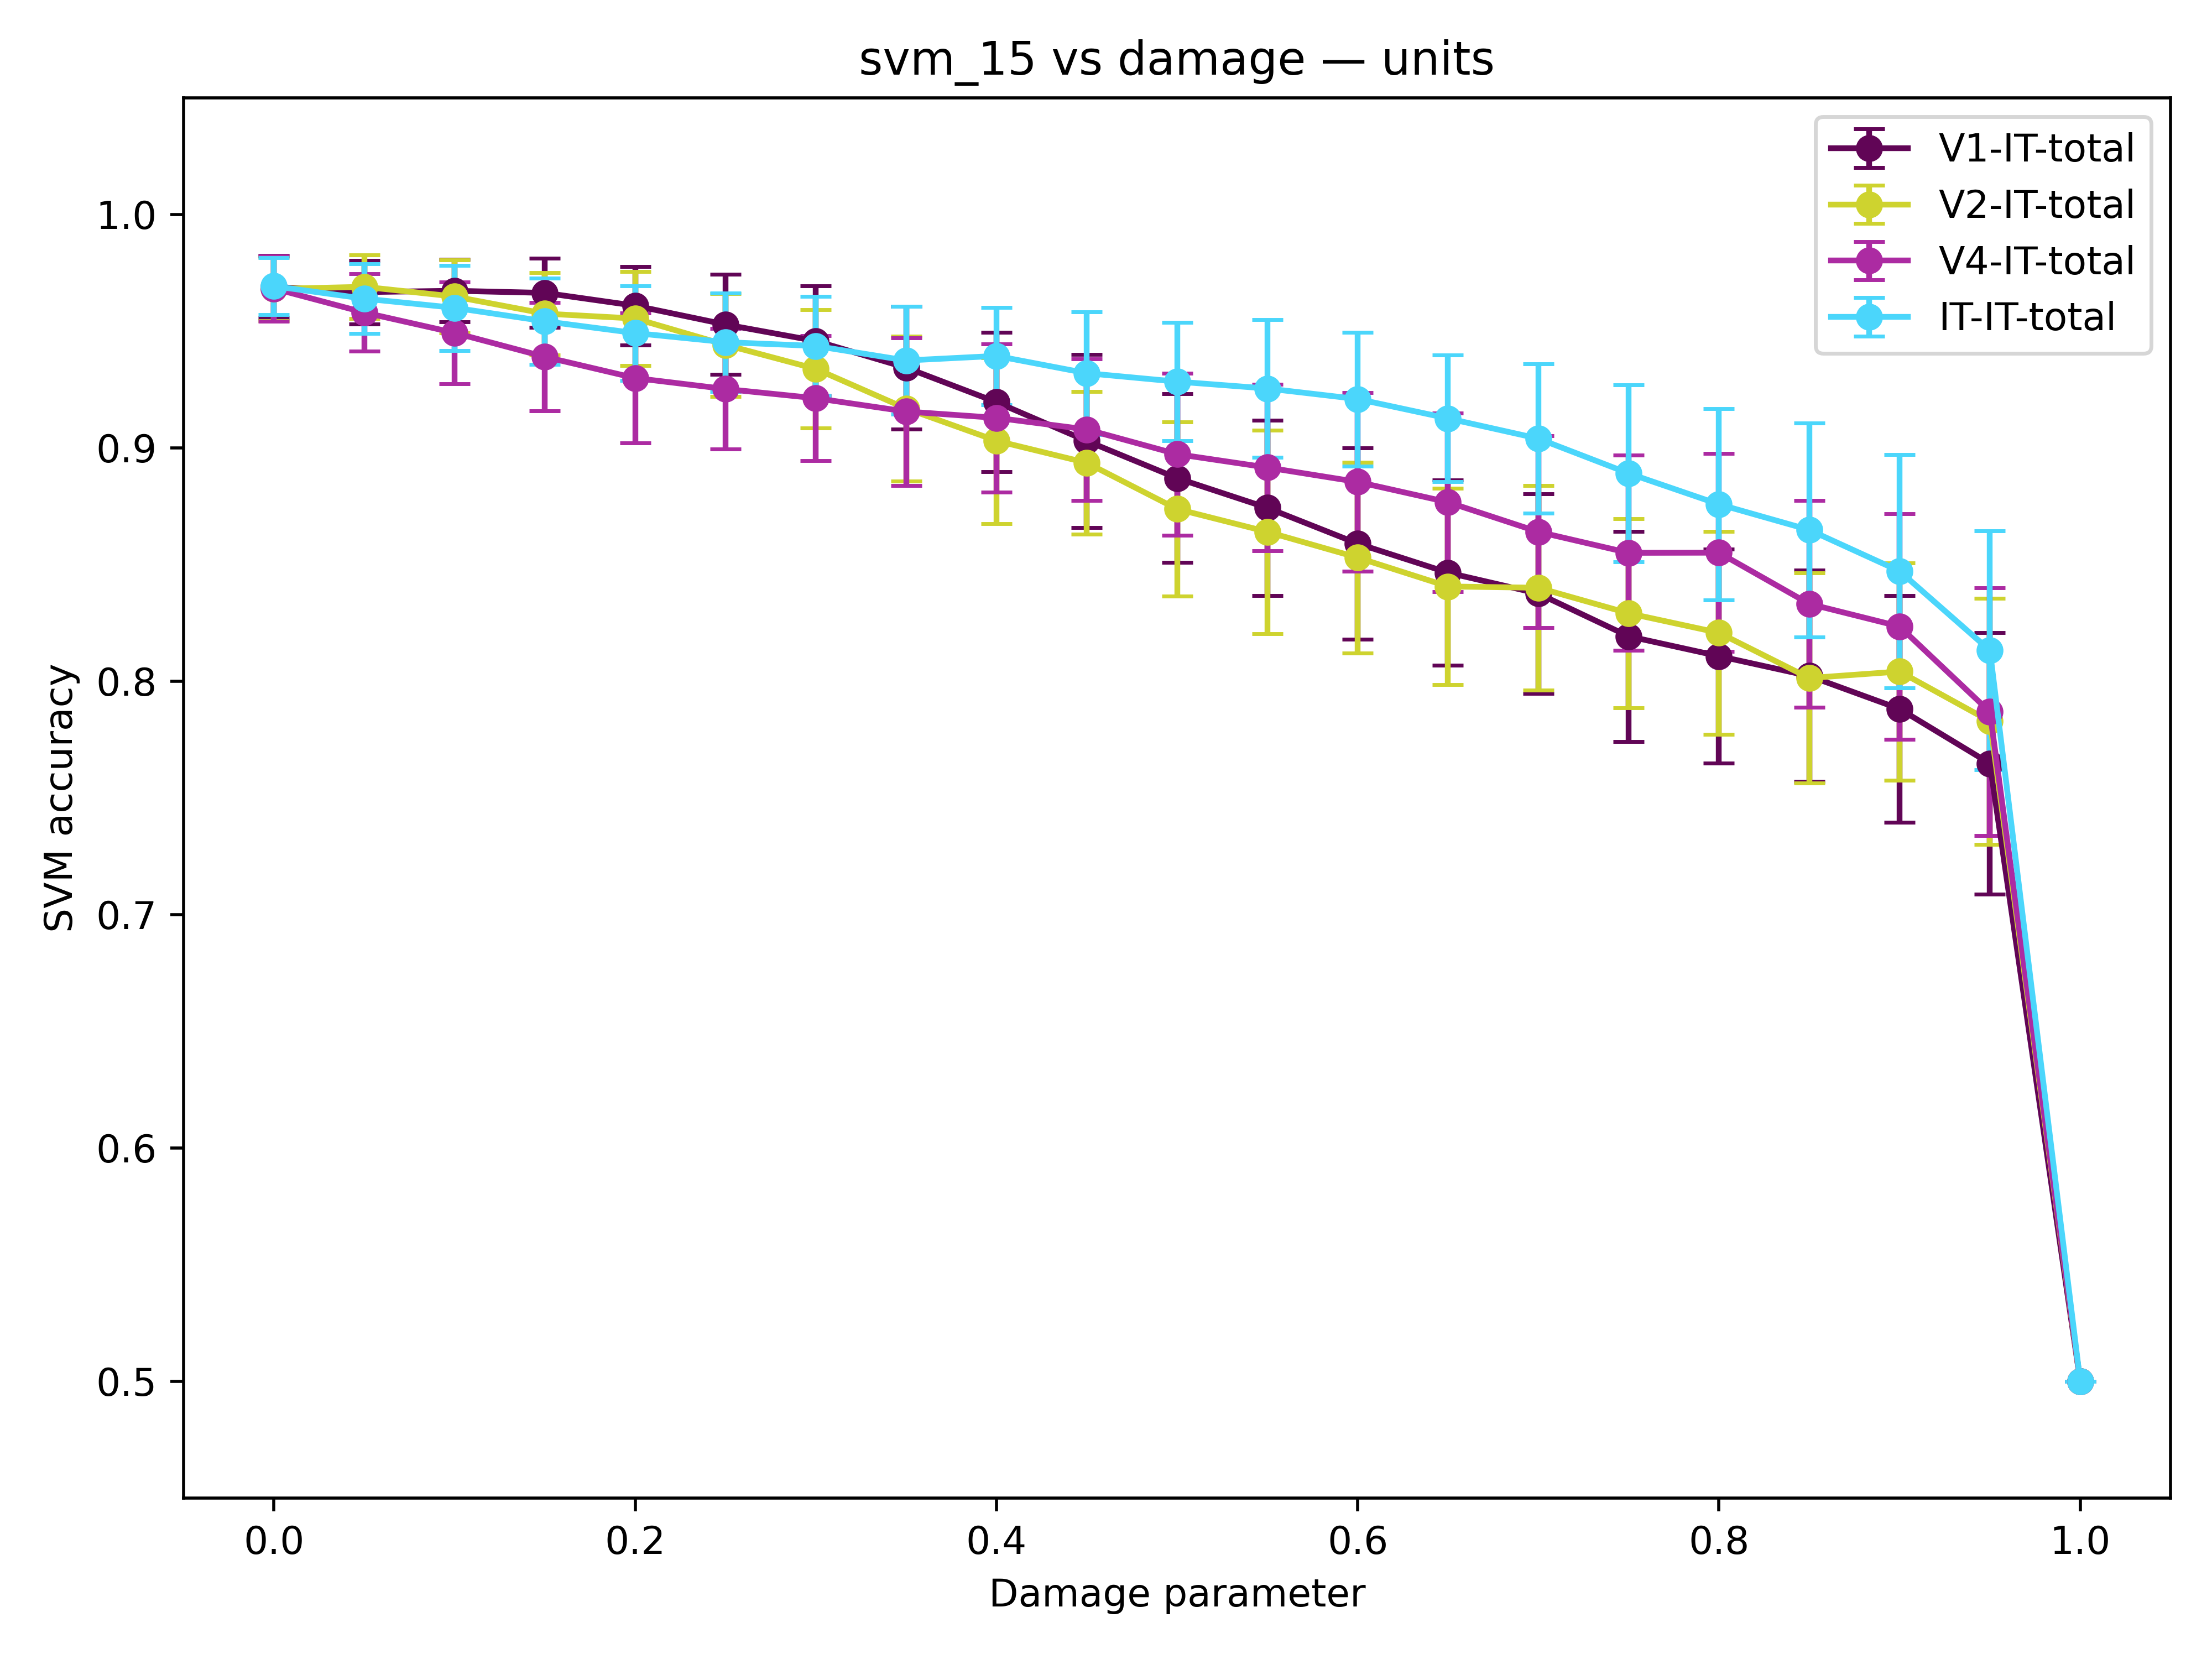 svm_15 vs damage — units
V1-IT-total
V2-IT-total
V4-IT-total
IT-IT-total
SVM accuracy
1.0
0.9
0.8
0.7
0.6
0.5
0.0 0.2 0.4 0.6 0.8 1.0
Damage parameter